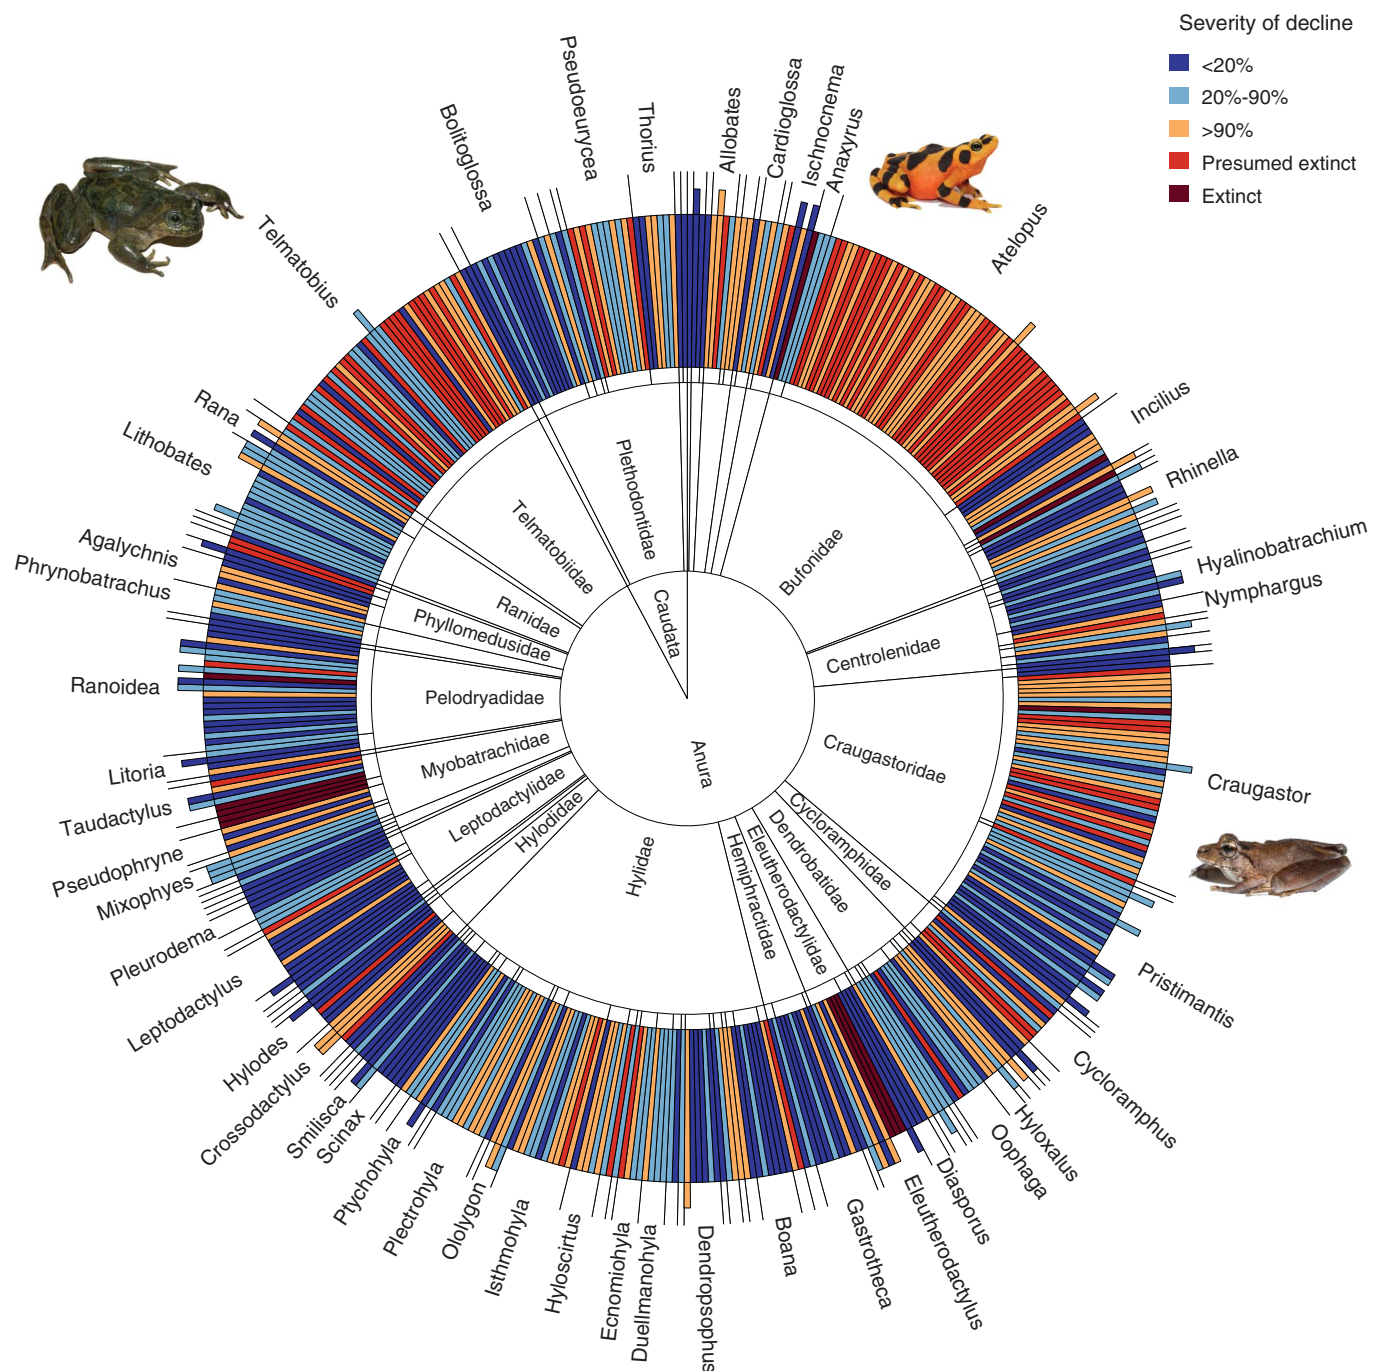 Severity of decline
<20%
20%-90%
>90%
Presumed extinct
Extinct
Pseudoeurycea
Thorius
Allobates
Cardioglossa
Ischnocnema
Anaxyrus
Atelopus
Incilius
Rhinella
Hyalinobatrachium
Nymphargus
Craugastor
Pristimantis
Cycloramphus
Hyloxalus
Oophaga
Diasporus
Eleutherodactylus
Gastrotheca
Boana
Dendropsophus
Duellmanohyla
Ecnomiohyla
Hyloscirtus
Isthmohyla
Ololygon
Plectrohyla
Ptychohyla
Scinax
Smilisca
Crossodactylus
Hylodes
Leptodactylus
Pleurodema
Mixophyes
Pseudophryne
Taudactylus
Litoria
Ranoidea
Phrynobatrachus
Agalychnis
Lithobates
Rana
Telmatobius
Bolitoglossa
Plethodontidae
Bufonidae
Centrolenidae
Craugastoridae
Cycloramphidae
Dendrobatidae
Eleutherodactylidae
Hemiphractidae
Hylidae
Hylodidae
Leptodactylidae
Myobatrachidae
Pelodryadidae
Phyllomedusidae
Ranidae
Telmatobiidae
Caudata
Anura